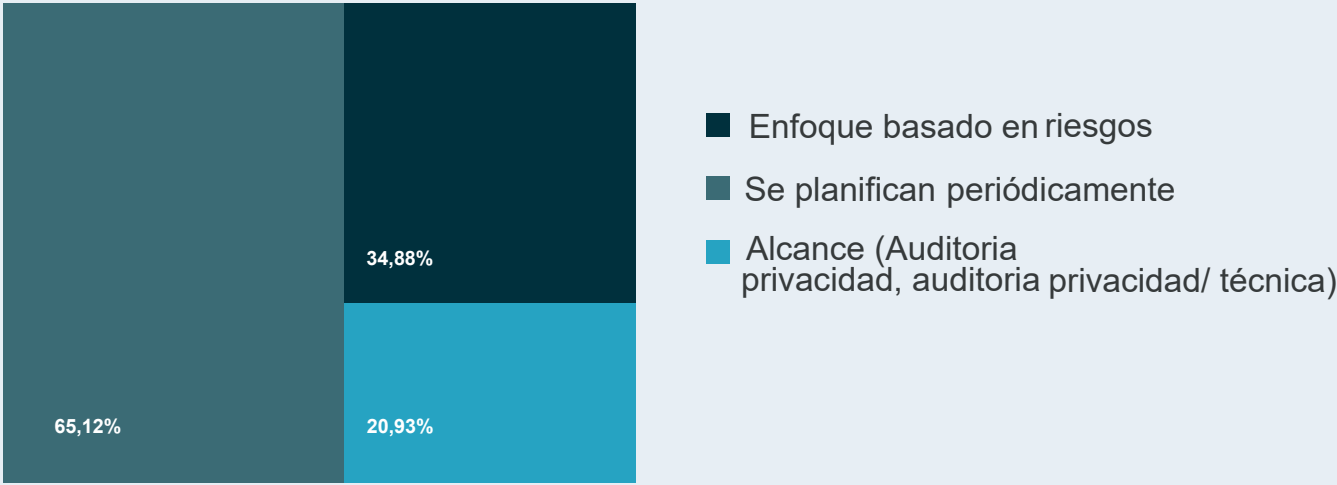 34,88%
65,12%
20,93%
Enfoque basado en riesgos
Se planifican periódicamente
Alcance (Auditoria
privacidad, auditoria privacidad/ técnica)